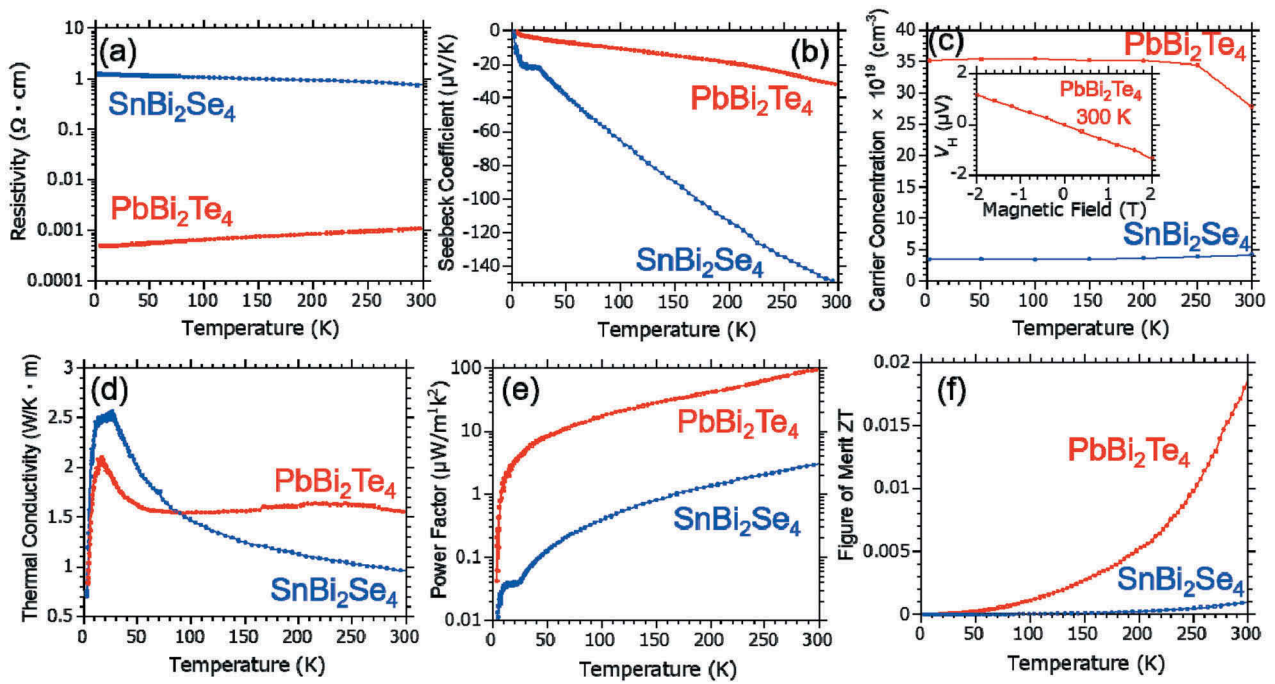 (a)
Resistivity (Ω · cm)
10
1
0.1
0.01
0.001
0.0001
SnBi₂Se₄
PbBi₂Te₄
0 50 100 150 200 250 300
Temperature (K)
(b)
Seebeck Coefficient (μV/K)
0
-20
-40
-60
-80
-100
-120
-140
PbBi₂Te₄
SnBi₂Se₄
0 50 100 150 200 250 300
Temperature (K)
(c)
Carrier Concentration × 10¹⁹ (cm⁻³)
40
35
30
25
20
15
10
5
0
PbBi₂Te₄
V_H (μV)
2
0
-2
PbBi₂Te₄
300 K
-2 -1 0 1 2
Magnetic Field (T)
SnBi₂Se₄
0 50 100 150 200 250 300
Temperature (K)
(d)
Thermal Conductivity (W/K · m)
3
2.5
2
1.5
1
0.5
PbBi₂Te₄
SnBi₂Se₄
0 50 100 150 200 250 300
Temperature (K)
(e)
Power Factor (μW/m¹k²)
100
10
1
0.1
0.01
PbBi₂Te₄
SnBi₂Se₄
0 50 100 150 200 250 300
Temperature (K)
(f)
Figure of Merit ZT
0.02
0.015
0.01
0.005
0
PbBi₂Te₄
SnBi₂Se₄
0 50 100 150 200 250 300
Temperature (K)